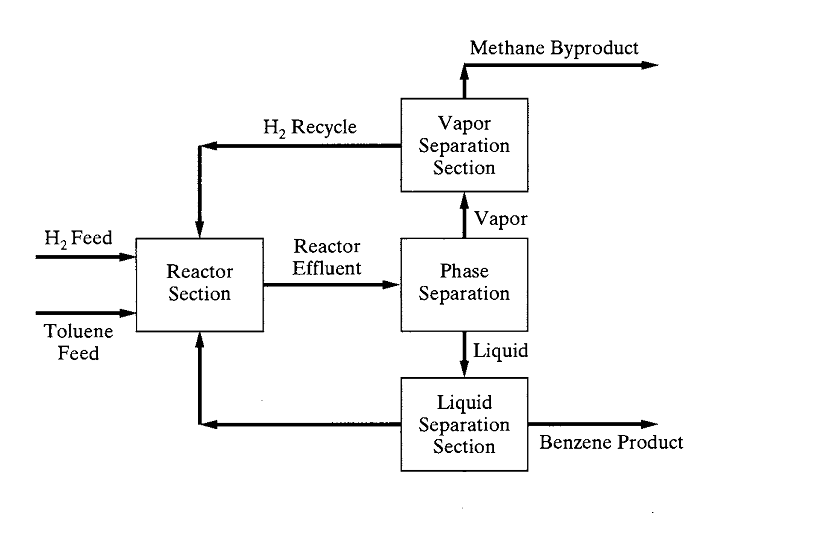 Methane Byproduct
H₂ Recycle
Vapor
Separation
Section
Vapor
H₂ Feed
Reactor
Section
Reactor
Effluent
Phase
Separation
Toluene
Feed
Liquid
Liquid
Separation
Section
Benzene Product